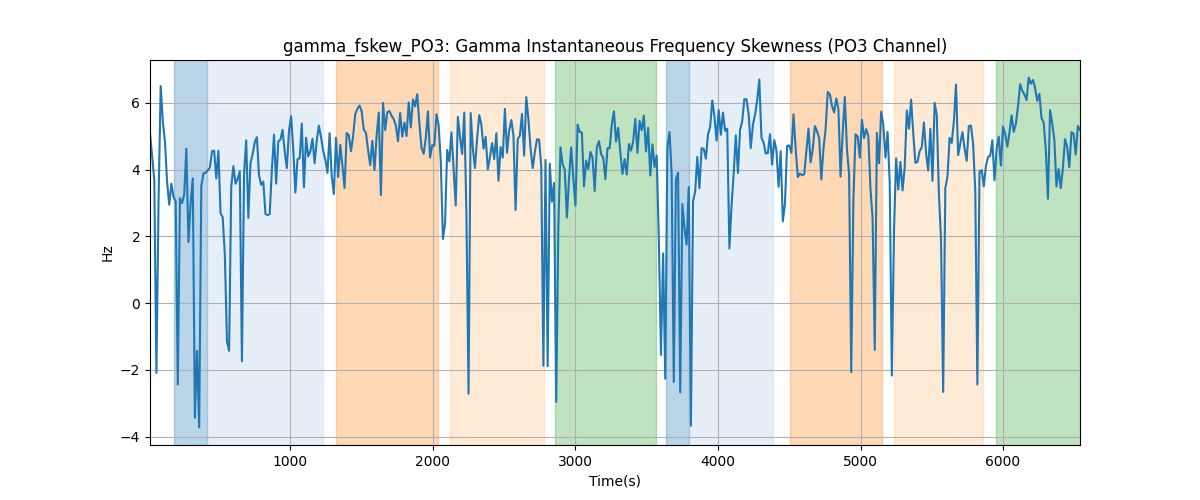 gamma_fskew_PO3: Gamma Instantaneous Frequency Skewness (PO3 Channel)
6
4
2
0
−2
−4
Hz
1000 2000 3000 4000 5000 6000
Time(s)